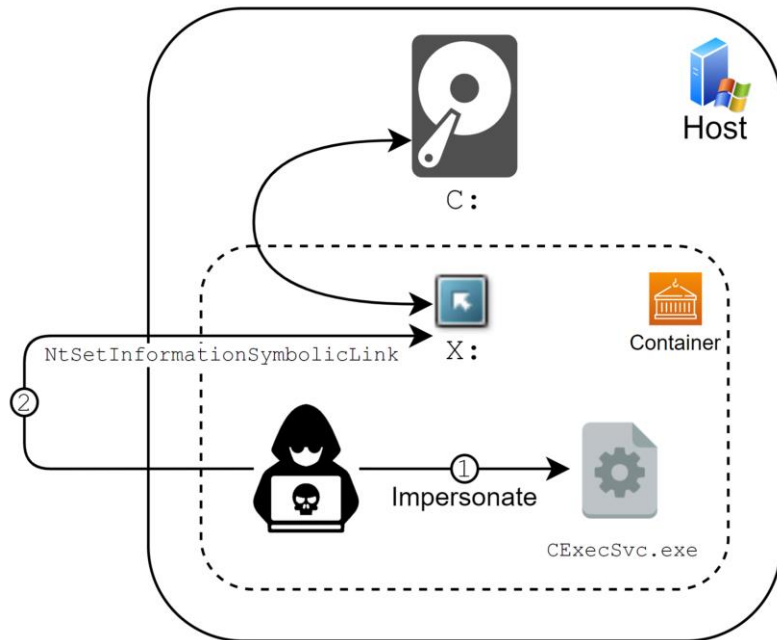 Host
C:
Container
NtSetInformationSymbolicLink
X:
2
1
Impersonate
CExecSvc.exe